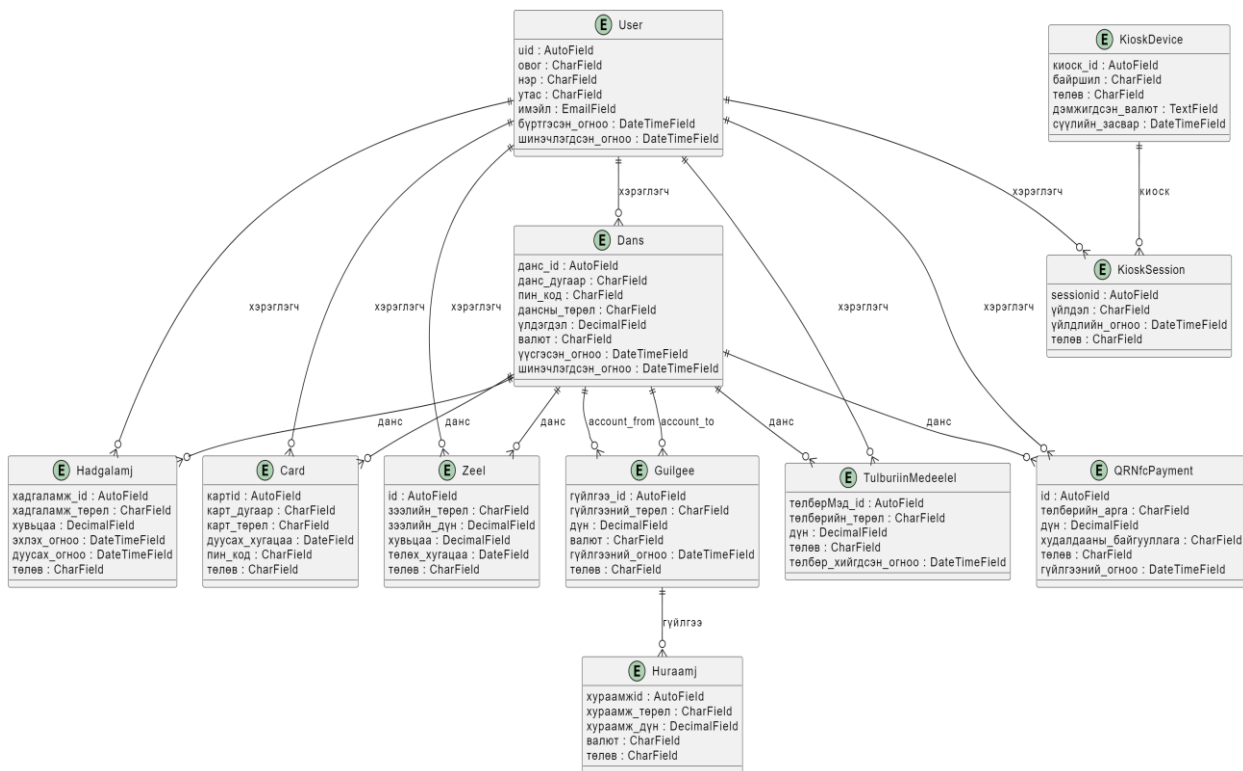 E User
uid : AutoField
овог : CharField
нэр : CharField
утас : CharField
имэйл : EmailField
бүртгэсэн_огноо : DateTimeField
шинэчлэгдсэн_огноо : DateTimeField
E KioskDevice
киоск_id : AutoField
байршил : CharField
төлөв : CharField
дэмжигдсэн_валют : TextField
сүүлийн_засвар : DateTimeField
хэрэглэгч
хэрэглэгч
киоск
E Dans
данс_id : AutoField
данс_дугаар : CharField
пин_код : CharField
дансны_төрөл : CharField
үлдэгдэл : DecimalField
валют : CharField
үүсгэсэн_огноо : DateTimeField
шинэчлэгдсэн_огноо : DateTimeField
E KioskSession
sessionid : AutoField
үйлдэл : CharField
үйлдлийн_огноо : DateTimeField
төлөв : CharField
хэрэглэгч
хэрэглэгч
хэрэглэгч
хэрэглэгч
хэрэглэгч
данс
данс
данс
account_from
account_to
данс
данс
E Hadgalamj
хадгаламж_id : AutoField
хадгаламж_төрөл : CharField
хувьцаа : DecimalField
эхлэх_огноо : DateTimeField
дуусах_огноо : DateTimeField
төлөв : CharField
E Card
картid : AutoField
карт_дугаар : CharField
карт_төрөл : CharField
дуусах_хугацаа : DateField
пин_код : CharField
төлөв : CharField
E Zeel
id : AutoField
зээлийн_төрөл : CharField
зээлийн_дүн : DecimalField
хувьцаа : DecimalField
төлөх_хугацаа : DateField
төлөв : CharField
E Guilgee
гүйлгээ_id : AutoField
гүйлгээний_төрөл : CharField
дүн : DecimalField
валют : CharField
гүйлгээний_огноо : DateTimeField
төлөв : CharField
E TulburiinMedeelel
төлбөрМэд_id : AutoField
төлбөрийн_төрөл : CharField
дүн : DecimalField
төлөв : CharField
төлбөр_хийгдсэн_огноо : DateTimeField
E QRNfcPayment
id : AutoField
төлбөрийн_арга : CharField
дүн : DecimalField
худалдааны_байгууллага : CharField
төлөв : CharField
гүйлгээний_огноо : DateTimeField
гүйлгээ
E Huraamj
хураамжid : AutoField
хураамж_төрөл : CharField
хураамж_дүн : DecimalField
валют : CharField
төлөв : CharField